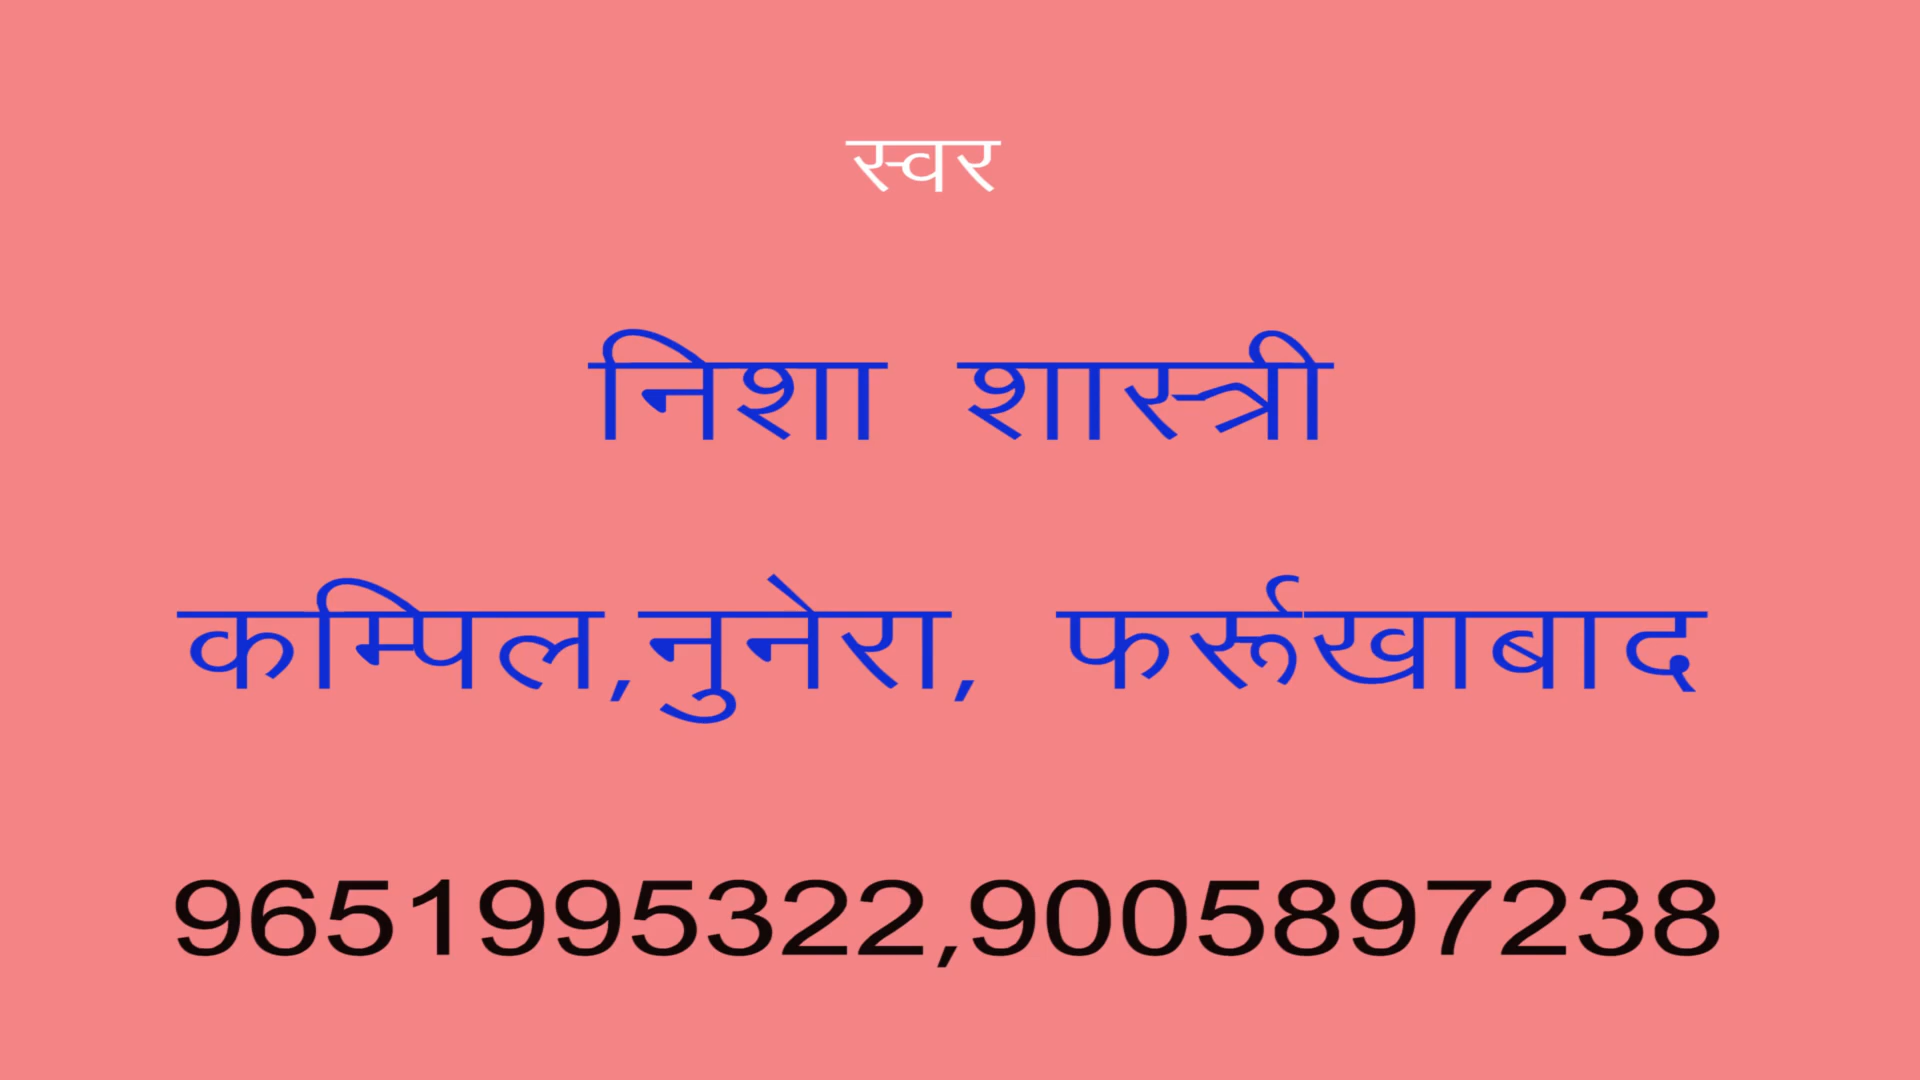 स्वर
निशा शास्त्री
कम्पिल,नुनेरा, फर्रूखाबाद
9651995322,9005897238